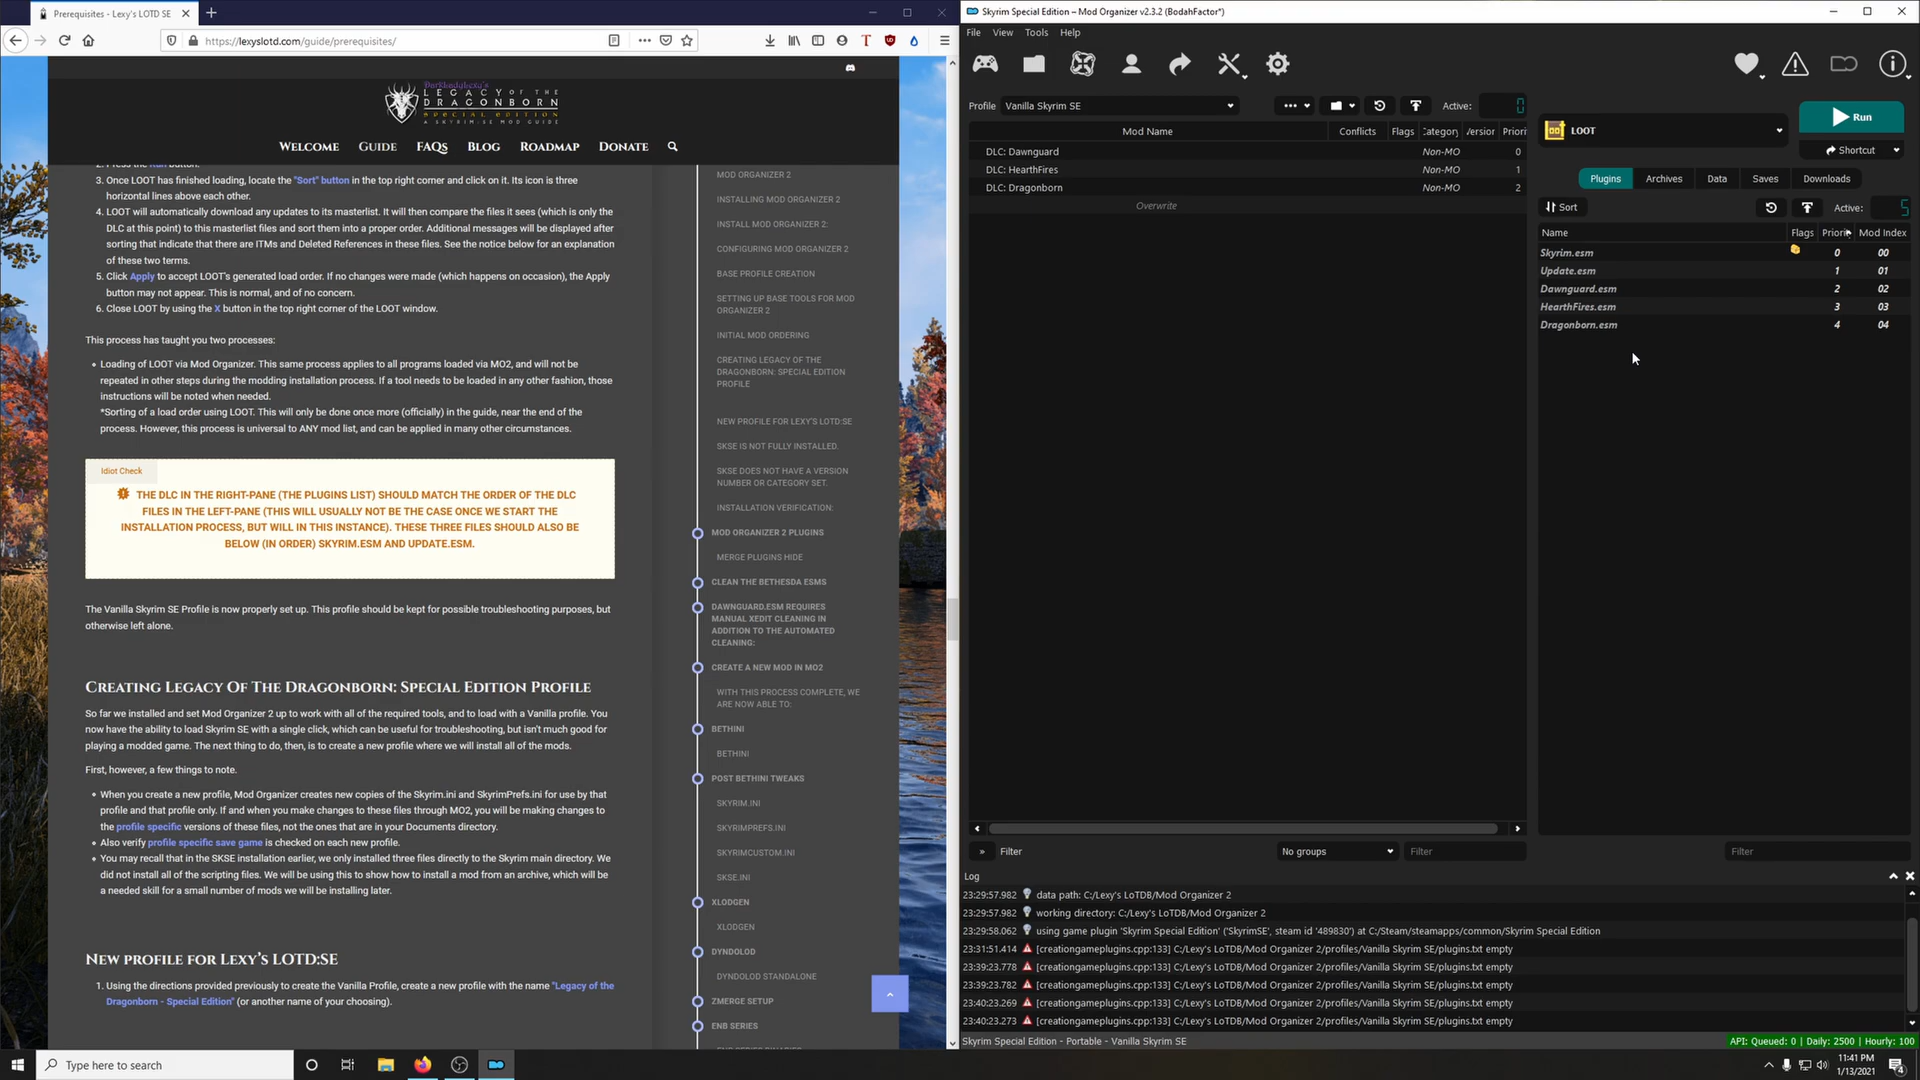 Prerequisites - Lexy's LOTD SE
https://lexyslotd.com/guide/prerequisites/
DarkladyLexy's
LEGACY OF THE
DRAGONBORN
SPECIAL EDITION
A SKYRIM:SE MOD GUIDE
WELCOME GUIDE FAQS BLOG ROADMAP DONATE
2. Press the Run button.
3. Once LOOT has finished loading, locate the "Sort" button in the top right corner and click on it. Its icon is three
horizontal lines above each other.
4. LOOT will automatically download any updates to its masterlist. It will then compare the files it sees (which is only the
DLC at this point) to this masterlist files and sort them into a proper order. Additional messages will be displayed after
sorting that indicate that there are ITMs and Deleted References in these files. See the notice below for an explanation
of these two terms.
5. Click Apply to accept LOOT's generated load order. If no changes were made (which happens on occasion), the Apply
button may not appear. This is normal, and of no concern.
6. Close LOOT by using the X button in the top right corner of the LOOT window.
This process has taught you two processes:
Loading of LOOT via Mod Organizer. This same process applies to all programs loaded via MO2, and will not be
repeated in other steps during the modding installation process. If a tool needs to be loaded in any other fashion, those
instructions will be noted when needed.
*Sorting of a load order using LOOT. This will only be done once more (officially) in the guide, near the end of the
process. However, this process is universal to ANY mod list, and can be applied in many other circumstances.
Idiot Check
THE DLC IN THE RIGHT-PANE (THE PLUGINS LIST) SHOULD MATCH THE ORDER OF THE DLC
FILES IN THE LEFT-PANE (THIS WILL USUALLY NOT BE THE CASE ONCE WE START THE
INSTALLATION PROCESS, BUT WILL IN THIS INSTANCE). THESE THREE FILES SHOULD ALSO BE
BELOW (IN ORDER) SKYRIM.ESM AND UPDATE.ESM.
The Vanilla Skyrim SE Profile is now properly set up. This profile should be kept for possible troubleshooting purposes, but
otherwise left alone.
CREATING LEGACY OF THE DRAGONBORN: SPECIAL EDITION PROFILE
So far we installed and set Mod Organizer 2 up to work with all of the required tools, and to load with a Vanilla profile. You
now have the ability to load Skyrim SE with a single click, which can be useful for troubleshooting, but isn't much good for
playing a modded game. The next thing to do, then, is to create a new profile where we will install all of the mods.
First, however, a few things to note.
When you create a new profile, Mod Organizer creates new copies of the Skyrim.ini and SkyrimPrefs.ini for use by that
profile and that profile only. If and when you make changes to these files through MO2, you will be making changes to
the profile specific versions of these files, not the ones that are in your Documents directory.
Also verify profile specific save game is checked on each new profile.
You may recall that in the SKSE installation earlier, we only installed three files directly to the Skyrim main directory. We
did not install all of the scripting files. We will be using this to show how to install a mod from an archive, which will be
a needed skill for a small number of mods we will be installing later.
NEW PROFILE FOR LEXY'S LOTD:SE
1. Using the directions provided previously to create the Vanilla Profile, create a new profile with the name "Legacy of the
Dragonborn - Special Edition" (or another name of your choosing).
MOD ORGANIZER 2
INSTALLING MOD ORGANIZER 2
INSTALL MOD ORGANIZER 2:
CONFIGURING MOD ORGANIZER 2
BASE PROFILE CREATION
SETTING UP BASE TOOLS FOR MOD
ORGANIZER 2
INITIAL MOD ORDERING
CREATING LEGACY OF THE
DRAGONBORN: SPECIAL EDITION
PROFILE
NEW PROFILE FOR LEXY'S LOTD:SE
SKSE IS NOT FULLY INSTALLED.
SKSE DOES NOT HAVE A VERSION
NUMBER OR CATEGORY SET.
INSTALLATION VERIFICATION:
MOD ORGANIZER 2 PLUGINS
MERGE PLUGINS HIDE
CLEAN THE BETHESDA ESMS
DAWNGUARD.ESM REQUIRES
MANUAL XEDIT CLEANING IN
ADDITION TO THE AUTOMATED
CLEANING:
CREATE A NEW MOD IN MO2
WITH THIS PROCESS COMPLETE, WE
ARE NOW ABLE TO:
BETHINI
BETHINI
POST BETHINI TWEAKS
SKYRIM.INI
SKYRIMPREFS.INI
SKYRIMCUSTOM.INI
SKSE.INI
XLODGEN
XLODGEN
DYNDOLOD
DYNDOLOD STANDALONE
ZMERGE SETUP
ENB SERIES
Skyrim Special Edition – Mod Organizer v2.3.2 (BodahFactor*)
File View Tools Help
Profile Vanilla Skyrim SE Active: 0
Mod Name Conflicts Flags Category Version Priori
DLC: Dawnguard Non-MO 0
DLC: HearthFires Non-MO 1
DLC: Dragonborn Non-MO 2
Overwrite
» Filter No groups Filter
LOOT Run
Shortcut
Plugins Archives Data Saves Downloads
Sort Active: 5
Name Flags Priorit Mod Index
Skyrim.esm 0 00
Update.esm 1 01
Dawnguard.esm 2 02
HearthFires.esm 3 03
Dragonborn.esm 4 04
Filter
Log
23:29:57.982 data path: C:/Lexy's LoTDB/Mod Organizer 2
23:29:57.982 working directory: C:/Lexy's LoTDB/Mod Organizer 2
23:29:58.062 using game plugin 'Skyrim Special Edition' ('SkyrimSE', steam id '489830') at C:/Steam/steamapps/common/Skyrim Special Edition
23:31:51.414 [creationgameplugins.cpp:133] C:/Lexy's LoTDB/Mod Organizer 2/profiles/Vanilla Skyrim SE/plugins.txt empty
23:39:23.778 [creationgameplugins.cpp:133] C:/Lexy's LoTDB/Mod Organizer 2/profiles/Vanilla Skyrim SE/plugins.txt empty
23:39:23.782 [creationgameplugins.cpp:133] C:/Lexy's LoTDB/Mod Organizer 2/profiles/Vanilla Skyrim SE/plugins.txt empty
23:40:23.269 [creationgameplugins.cpp:133] C:/Lexy's LoTDB/Mod Organizer 2/profiles/Vanilla Skyrim SE/plugins.txt empty
23:40:23.273 [creationgameplugins.cpp:133] C:/Lexy's LoTDB/Mod Organizer 2/profiles/Vanilla Skyrim SE/plugins.txt empty
Skyrim Special Edition - Portable - Vanilla Skyrim SE API: Queued: 0 | Daily: 2500 | Hourly: 100
Type here to search
11:41 PM
1/13/2021
4